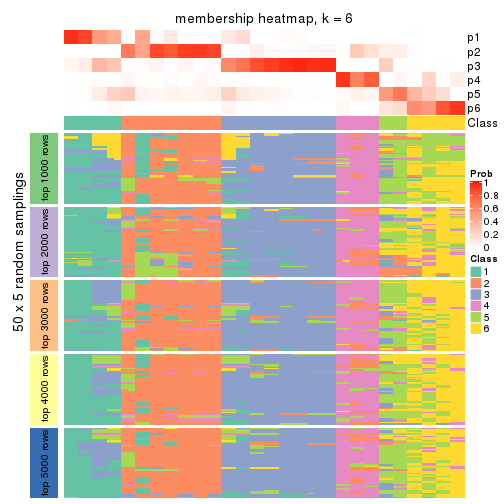 membership heatmap, k = 6
p1
p2
p3
p4
p5
p6
Class
50 x 5 random samplings
top 1000 rows
top 2000 rows
top 3000 rows
top 4000 rows
top 5000 rows
Prob
1
0.8
0.6
0.4
0.2
0
Class
1
2
3
4
5
6